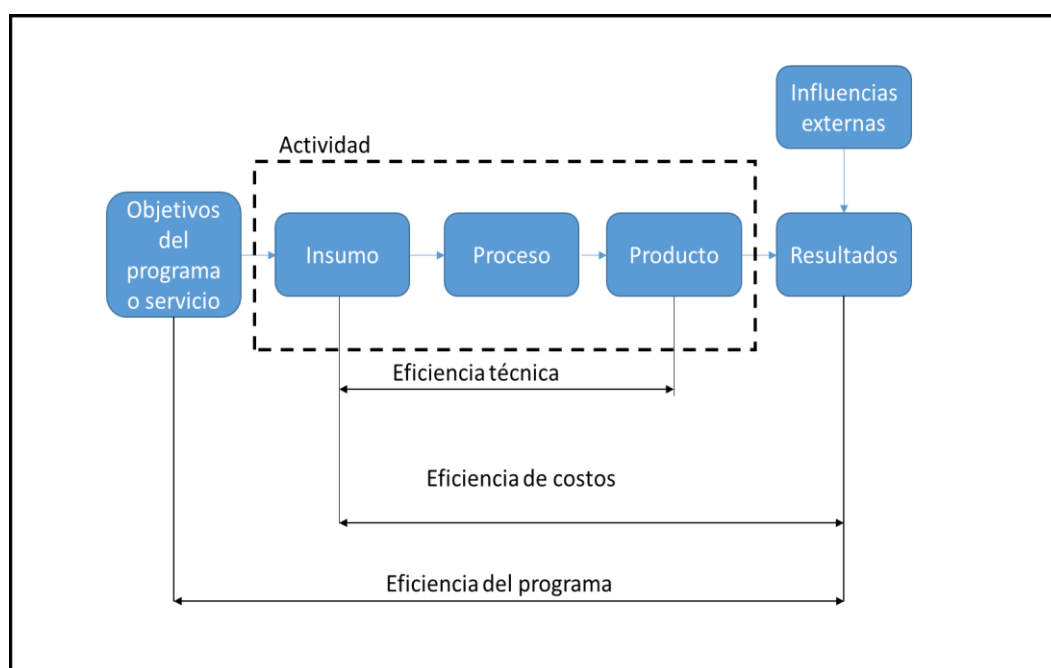 Influencias
externas
Actividad
Objetivos
del
programa
o servicio
Insumo
Proceso
Producto
Resultados
Eficiencia técnica
Eficiencia de costos
Eficiencia del programa